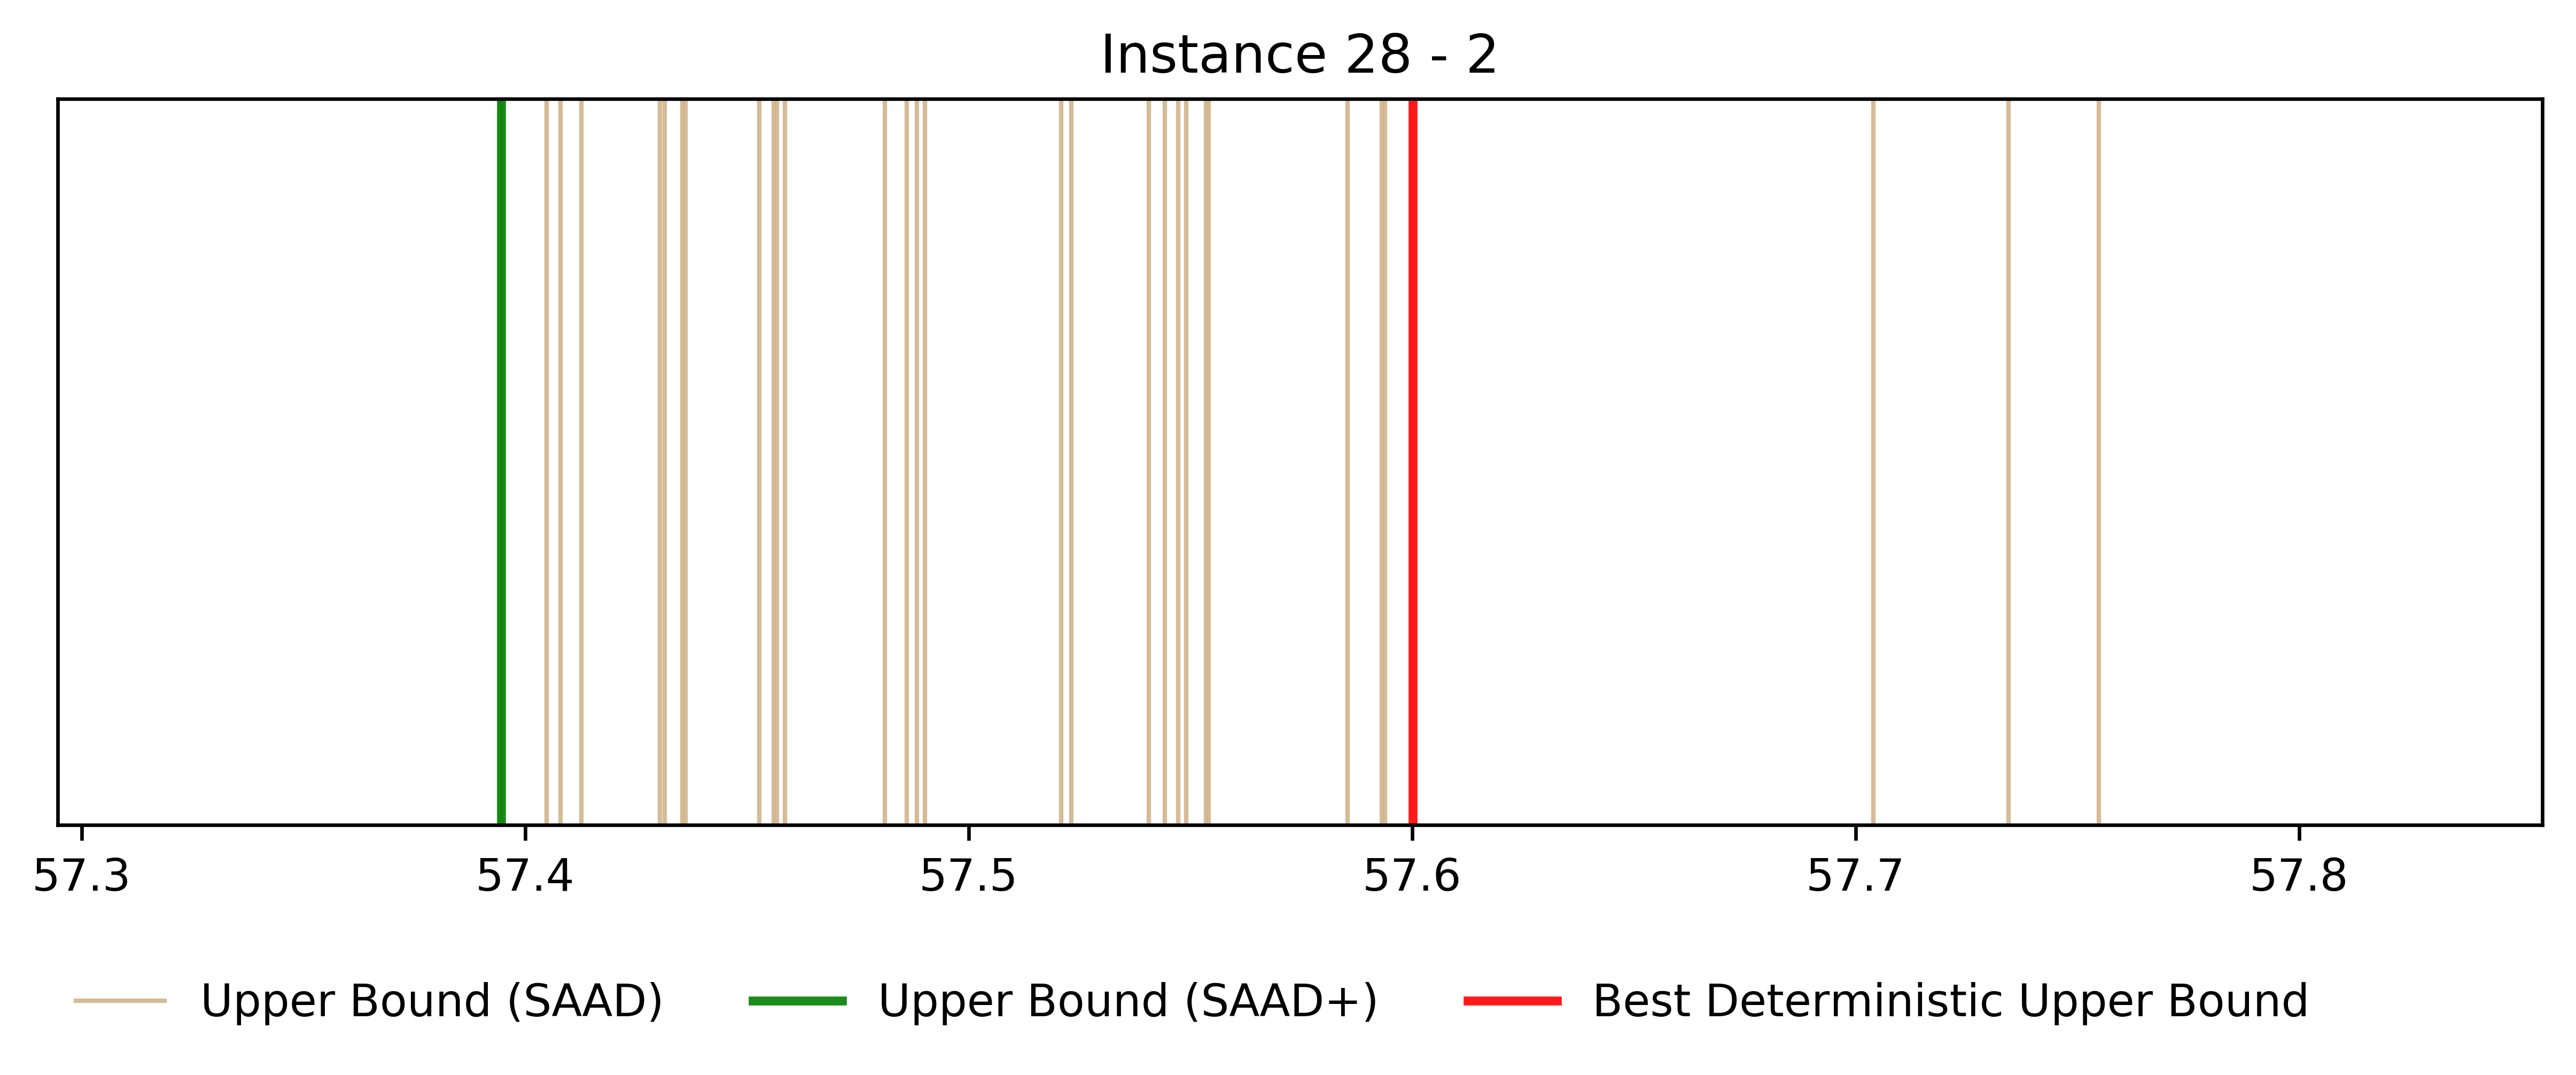 Instance 28 - 2
57.3 57.4 57.5 57.6 57.7 57.8
Upper Bound (SAAD) Upper Bound (SAAD+) Best Deterministic Upper Bound